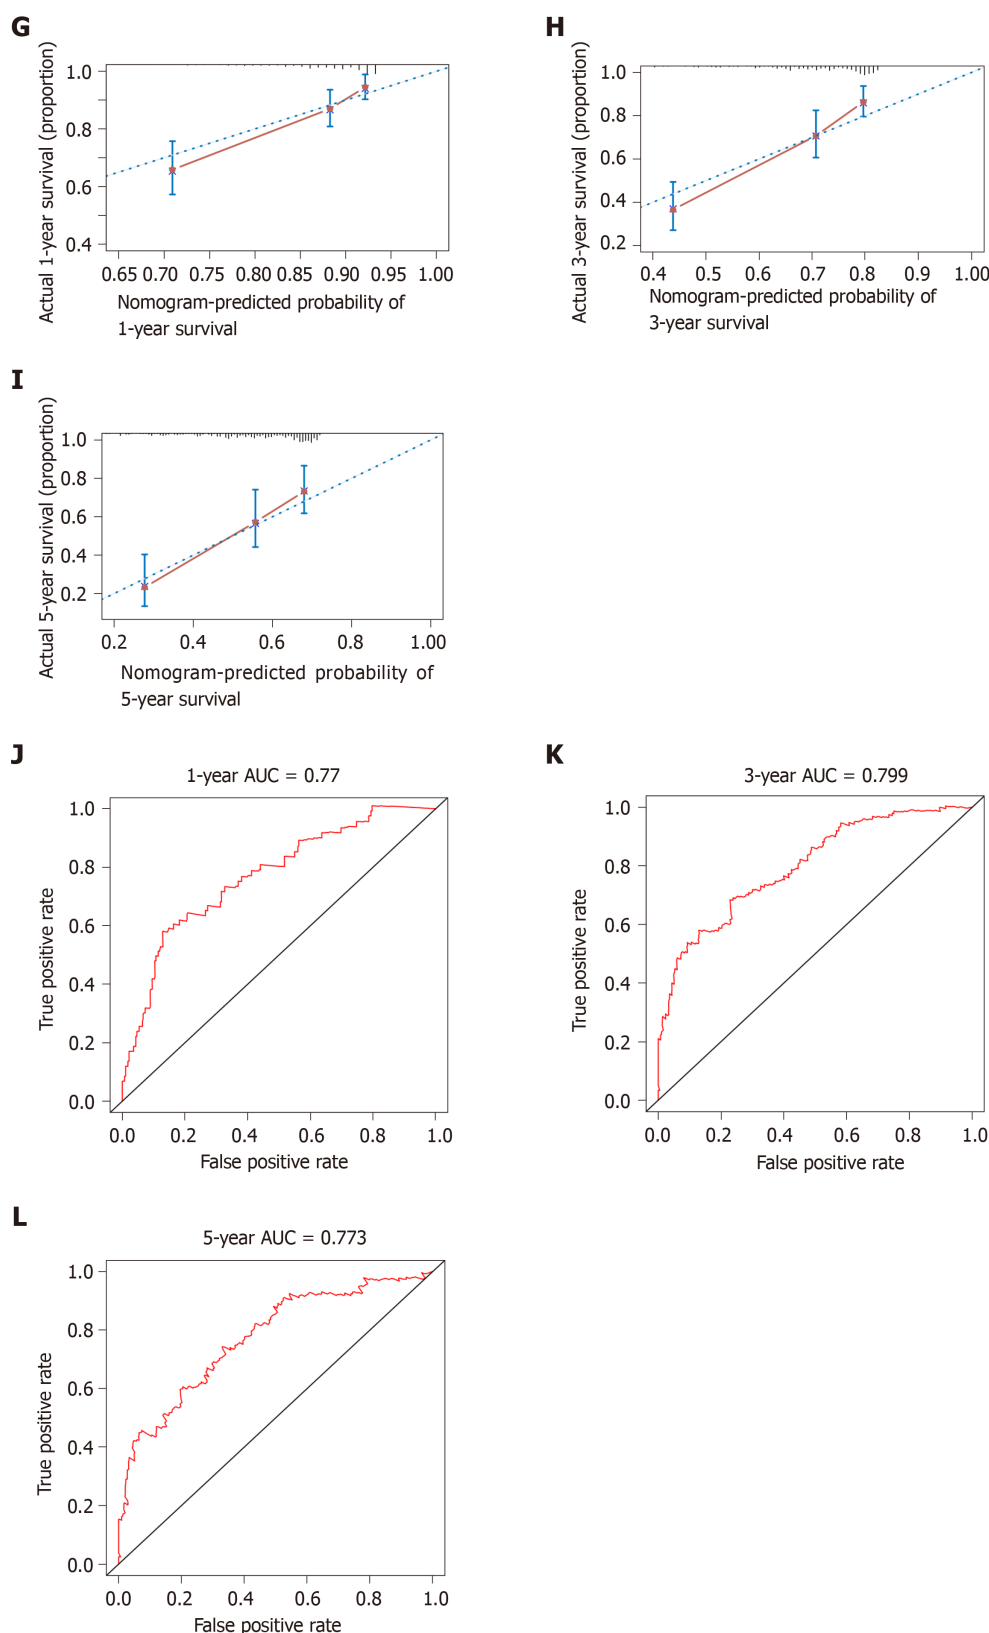 G
Actual 1-year survival (proportion)
1.0
0.8
0.6
0.4
0.65 0.70 0.75 0.80 0.85 0.90 0.95 1.00
Nomogram-predicted probability of
1-year survival
H
Actual 3-year survival (proportion)
1.0
0.8
0.6
0.4
0.2
0.4 0.5 0.6 0.7 0.8 0.9 1.00
Nomogram-predicted probability of
3-year survival
I
Actual 5-year survival (proportion)
1.0
0.8
0.6
0.4
0.2
0.2 0.4 0.6 0.8 1.00
Nomogram-predicted probability of
5-year survival
J
1-year AUC = 0.77
True positive rate
1.0
0.8
0.6
0.4
0.2
0.0
0.0 0.2 0.4 0.6 0.8 1.0
False positive rate
K
3-year AUC = 0.799
True positive rate
1.0
0.8
0.6
0.4
0.2
0.0
0.0 0.2 0.4 0.6 0.8 1.0
False positive rate
L
5-year AUC = 0.773
True positive rate
1.0
0.8
0.6
0.4
0.2
0.0
0.0 0.2 0.4 0.6 0.8 1.0
False positive rate